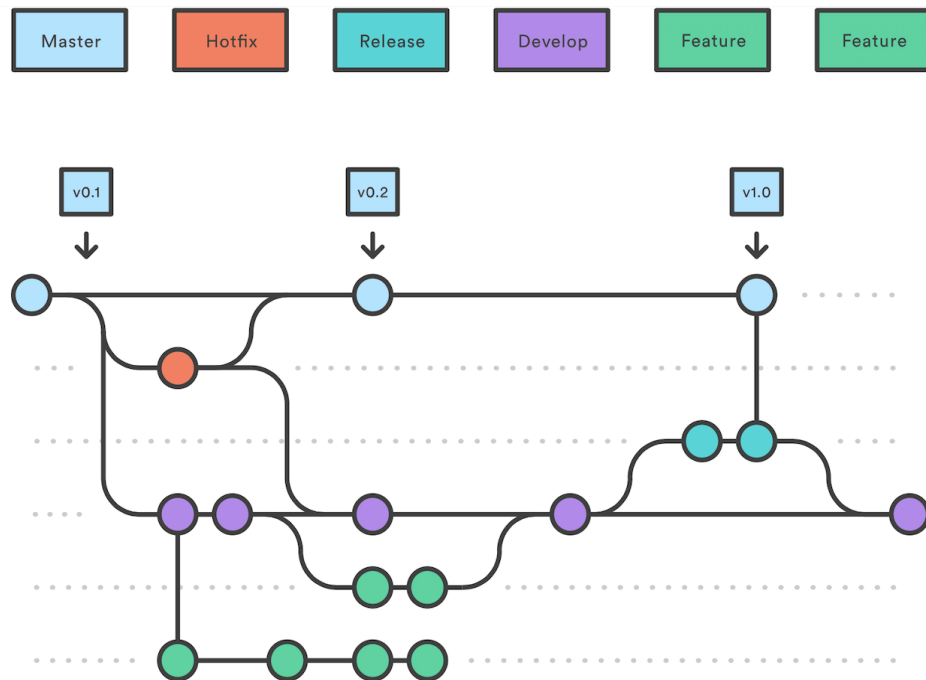 Master
Hotfix
Release
Develop
Feature
Feature
v0.1
v0.2
v1.0